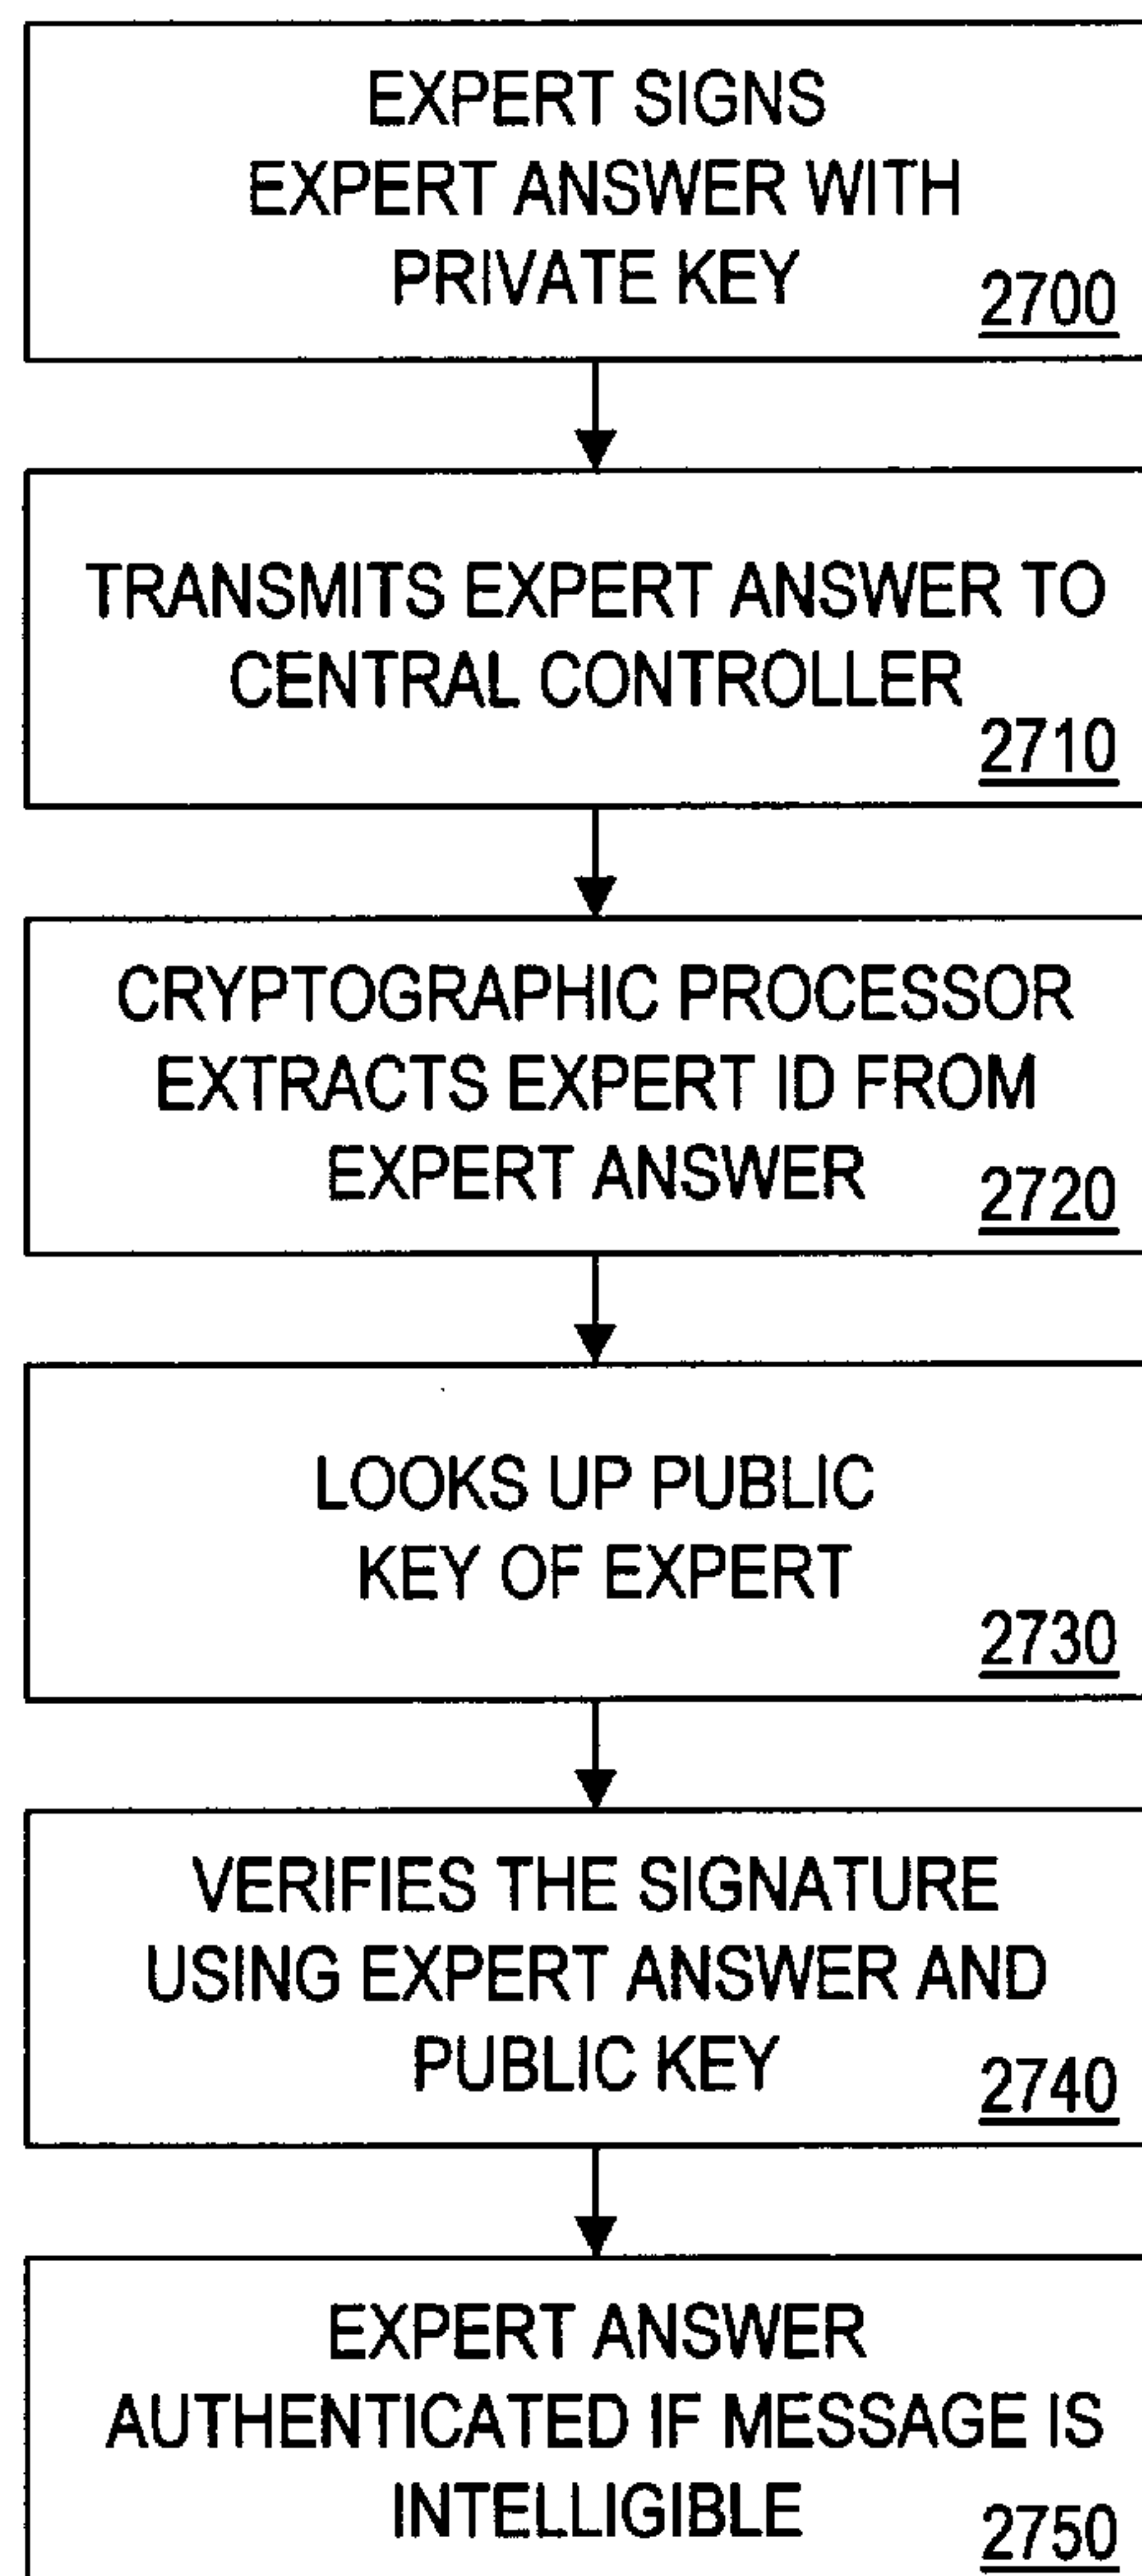 EXPERT SIGNS
EXPERT ANSWER WITH
PRIVATE KEY
2700
TRANSMITS EXPERT ANSWER TO
CENTRAL CONTROLLER
2710
CRYPTOGRAPHIC PROCESSOR
EXTRACTS EXPERT ID FROM
EXPERT ANSWER
2720
LOOKS UP PUBLIC
KEY OF EXPERT
2730
VERIFIES THE SIGNATURE
USING EXPERT ANSWER AND
PUBLIC KEY
2740
EXPERT ANSWER
AUTHENTICATED IF MESSAGE IS
INTELLIGIBLE
2750